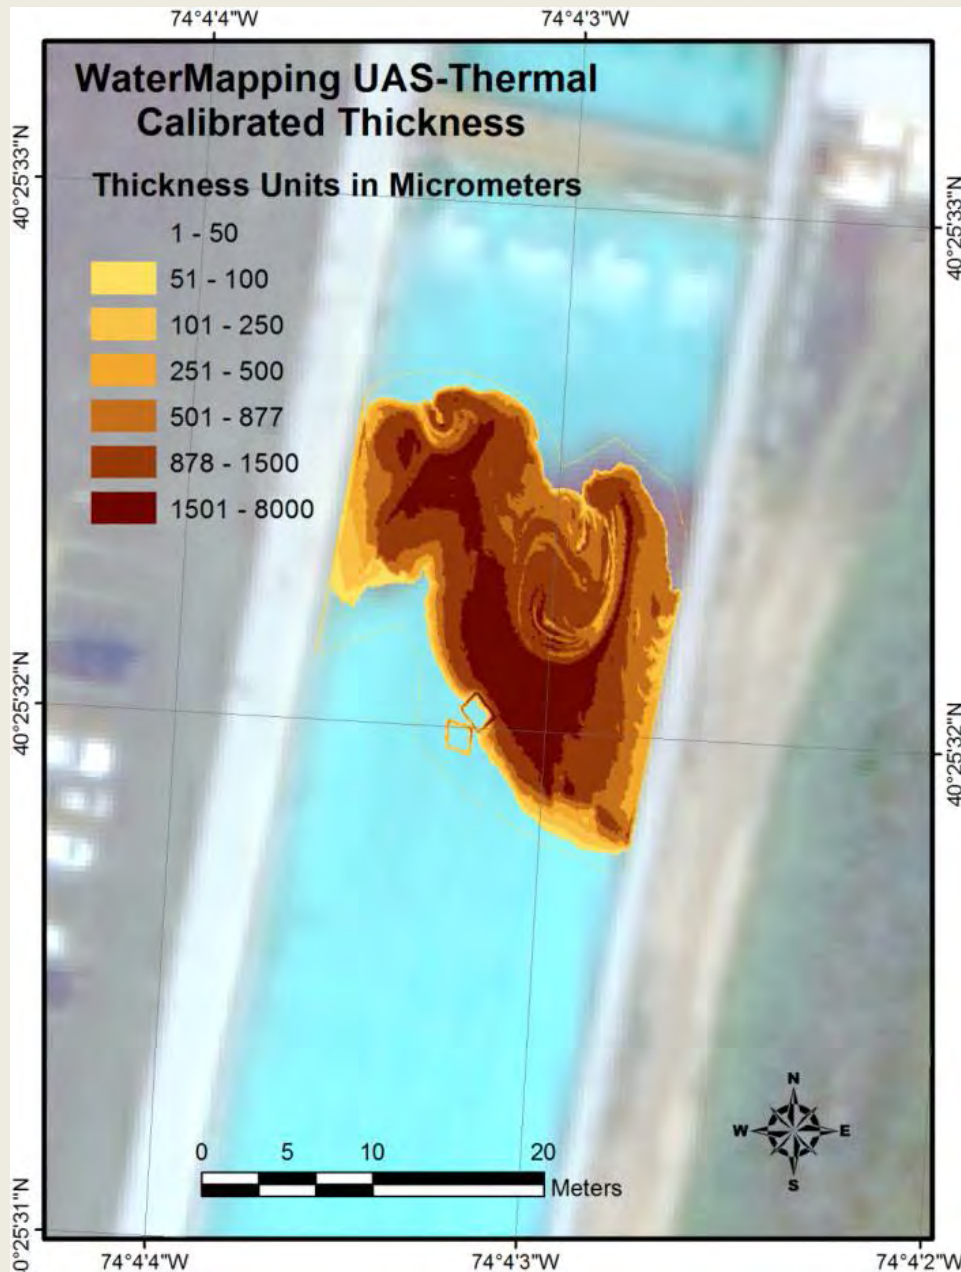 74°4'4"W 74°4'3"W
WaterMapping UAS-Thermal
Calibrated Thickness
40°25'33"N
40°25'33"N
Thickness Units in Micrometers
1 - 50
51 - 100
101 - 250
251 - 500
501 - 877
878 - 1500
1501 - 8000
40°25'32"N
40°25'32"N
N
W E
S
0 5 10 20
Meters
40°25'31"N
74°4'4"W 74°4'3"W 74°4'2"W